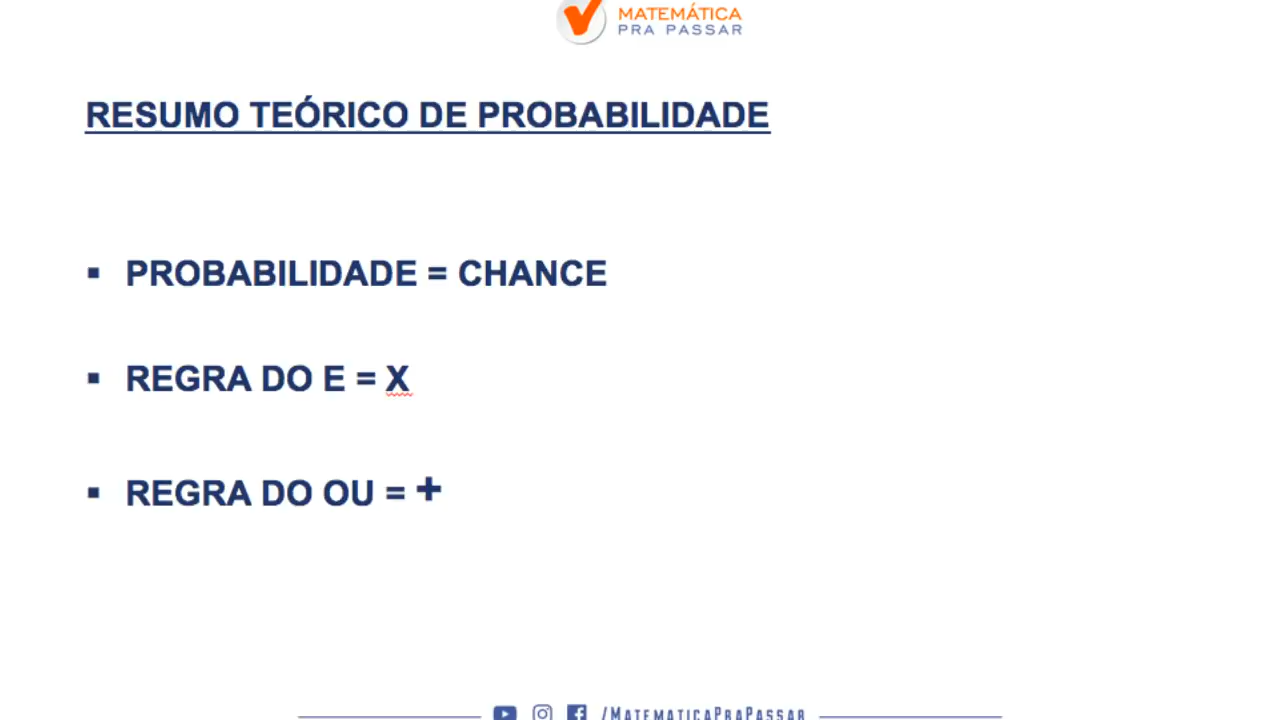 MATEMÁTICA
PRA PASSAR
RESUMO TEÓRICO DE PROBABILIDADE
▪ PROBABILIDADE = CHANCE
▪ REGRA DO E = X
▪ REGRA DO OU = +
/MATEMATICAPRAPASSAR